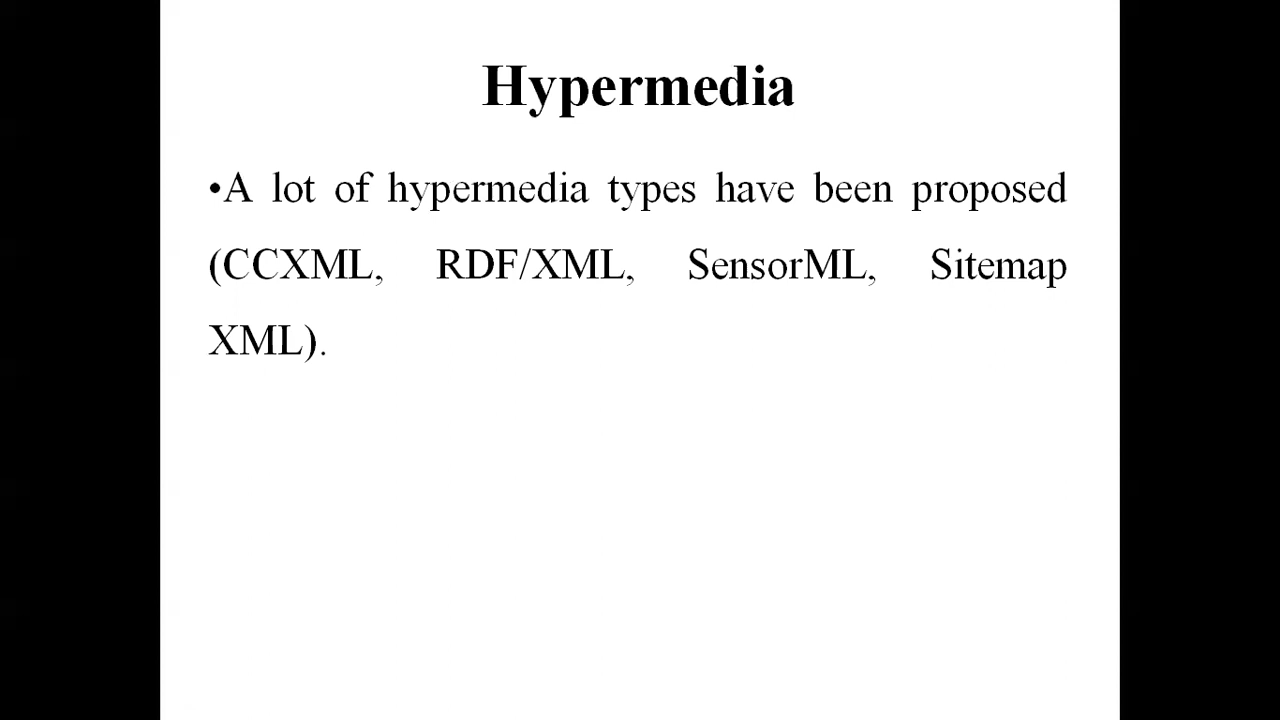 Hypermedia
•A lot of hypermedia types have been proposed
(CCXML, RDF/XML, SensorML, Sitemap
XML).